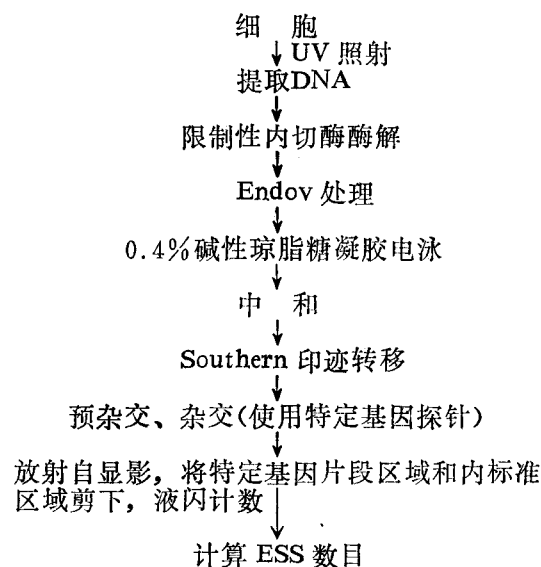 细 胞
UV 照射
提取DNA
限制性内切酶酶解
Endov 处理
0.4%碱性琼脂糖凝胶电泳
中 和
Southern 印迹转移
预杂交、杂交(使用特定基因探针)
放射自显影，将特定基因片段区域和内标准
区域剪下，液闪计数
计算 ESS 数目